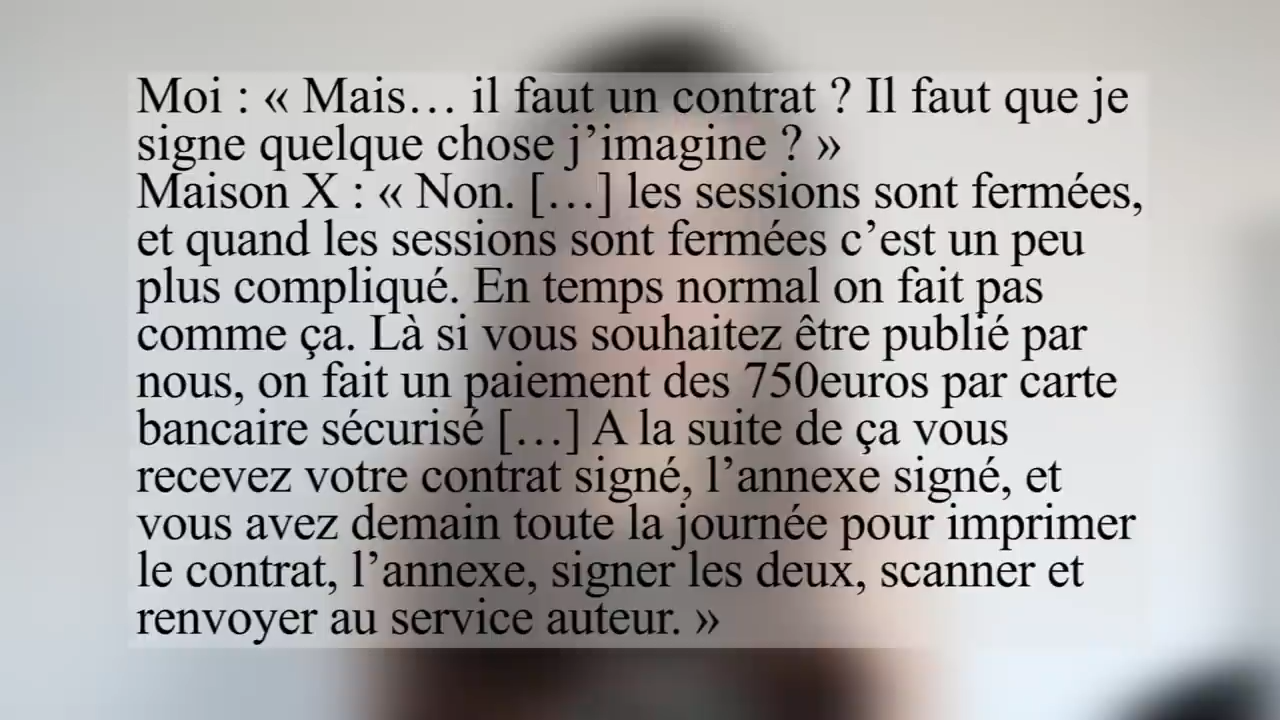 Moi : « Mais… il faut un contrat ? Il faut que je
signe quelque chose j’imagine ? »
Maison X : « Non. […] les sessions sont fermées,
et quand les sessions sont fermées c’est un peu
plus compliqué. En temps normal on fait pas
comme ça. Là si vous souhaitez être publié par
nous, on fait un paiement des 750euros par carte
bancaire sécurisé […] A la suite de ça vous
recevez votre contrat signé, l’annexe signé, et
vous avez demain toute la journée pour imprimer
le contrat, l’annexe, signer les deux, scanner et
renvoyer au service auteur. »